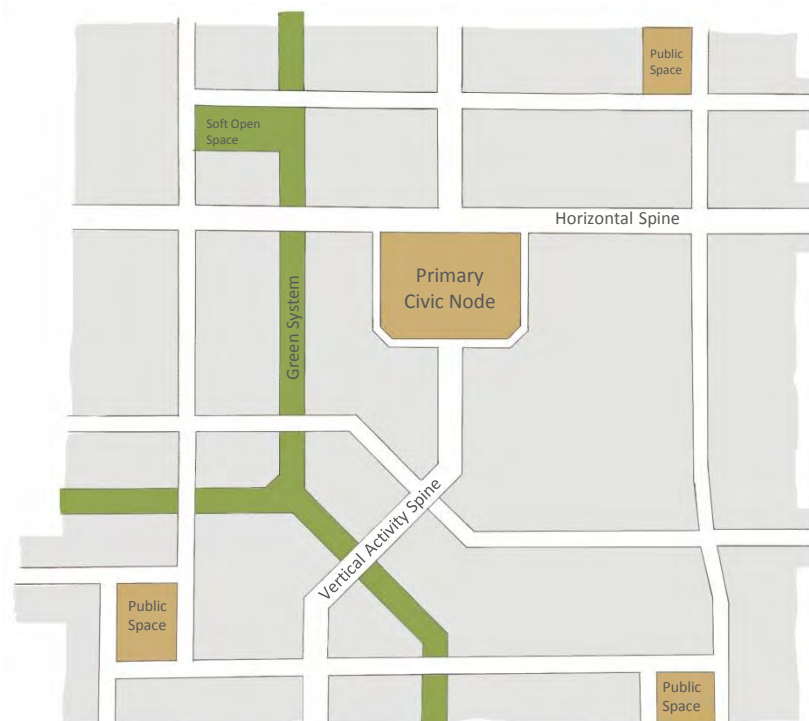 Public
Space
Soft Open
Space
Horizontal Spine
Primary
Civic Node
Green System
Vertical Activity Spine
Public
Space
Public
Space